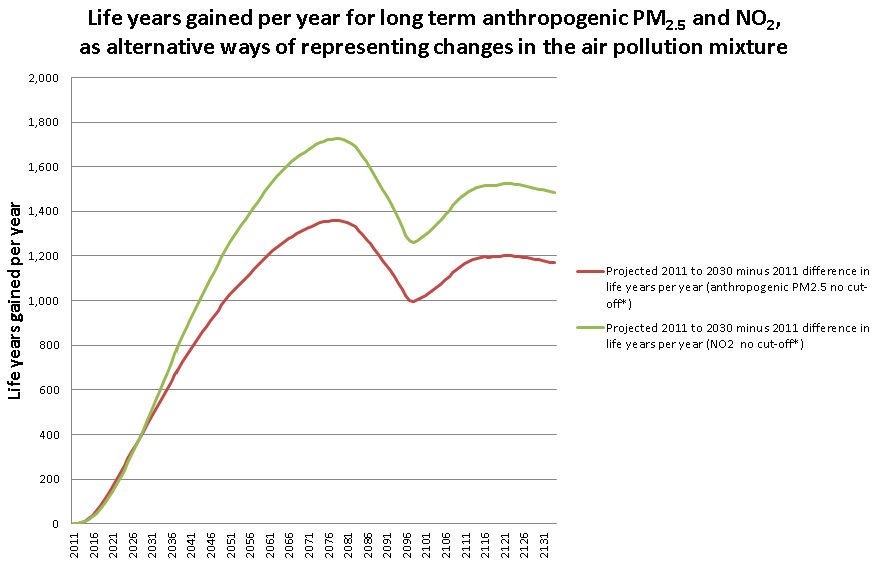 Life years gained per year for long term anthropogenic PM2.5 and NO2,
as alternative ways of representing changes in the air pollution mixture
2,000
1,800
1,600
1,400
1,200
1,000
800
600
400
200
0
Life years gained per year
2011 2016 2021 2026 2031 2036 2041 2046 2051 2056 2061 2066 2071 2076 2081 2086 2091 2096 2101 2106 2111 2116 2121 2126 2131
Projected 2011 to 2030 minus 2011 difference in
life years per year (anthropogenic PM2.5 no cut-
off*)
Projected 2011 to 2030 minus 2011 difference in
life years per year (NO2  no cut-off*)